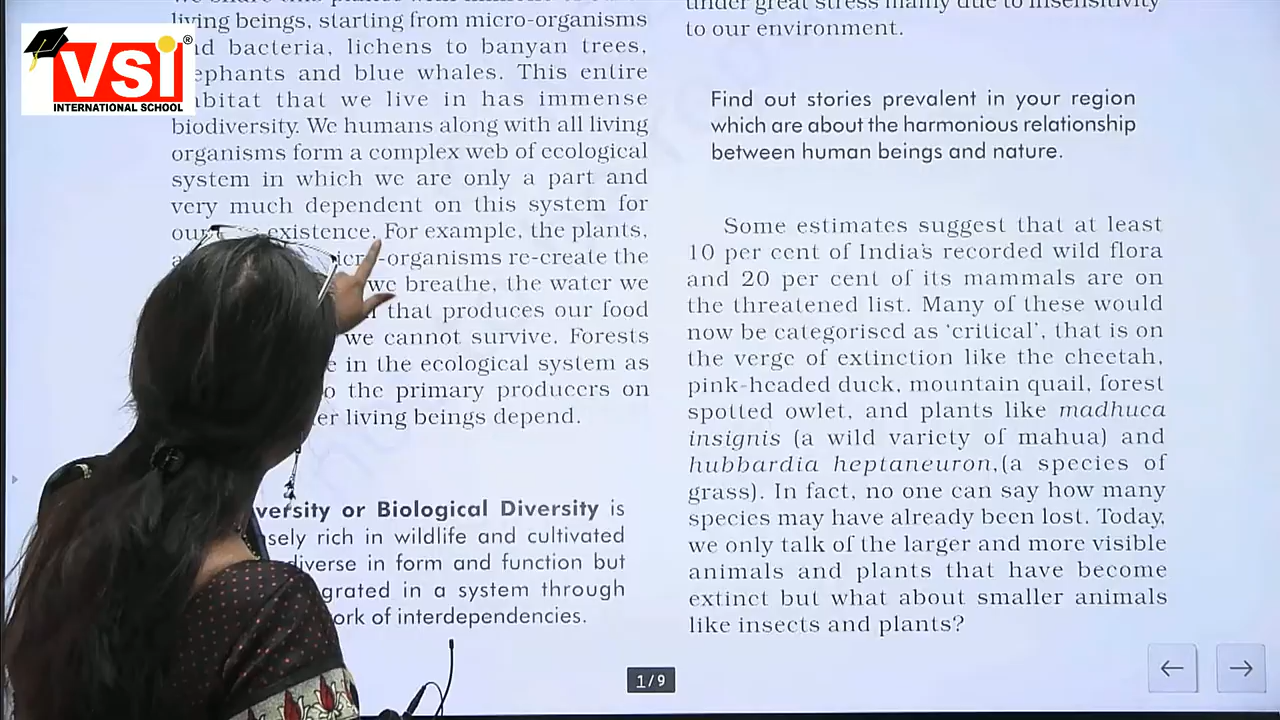 VSI
®
INTERNATIONAL SCHOOL
living beings, starting from micro-organisms
bacteria, lichens to banyan trees,
and blue whales. This entire
that we live in has immense
biodiversity. We humans along with all living
organisms form a complex web of ecological
system in which we are only a part and
very much dependent on this system for
existence. For example, the plants,
-organisms re-create the
we breathe, the water we
that produces our food
we cannot survive. Forests
in the ecological system as
the primary producers on
living beings depend.
or Biological Diversity is
rich in wildlife and cultivated
diverse in form and function but
in a system through
of interdependencies.
under great stress mainly due to insensitivity
to our environment.
Find out stories prevalent in your region
which are about the harmonious relationship
between human beings and nature.
Some estimates suggest that at least
10 per cent of India's recorded wild flora
and 20 per cent of its mammals are on
the threatened list. Many of these would
now be categorised as 'critical', that is on
the verge of extinction like the cheetah,
pink-headed duck, mountain quail, forest
spotted owlet, and plants like madhuca
insignis (a wild variety of mahua) and
hubbardia heptaneuron,(a species of
grass). In fact, no one can say how many
species may have already been lost. Today,
we only talk of the larger and more visible
animals and plants that have become
extinct but what about smaller animals
like insects and plants?
1/9